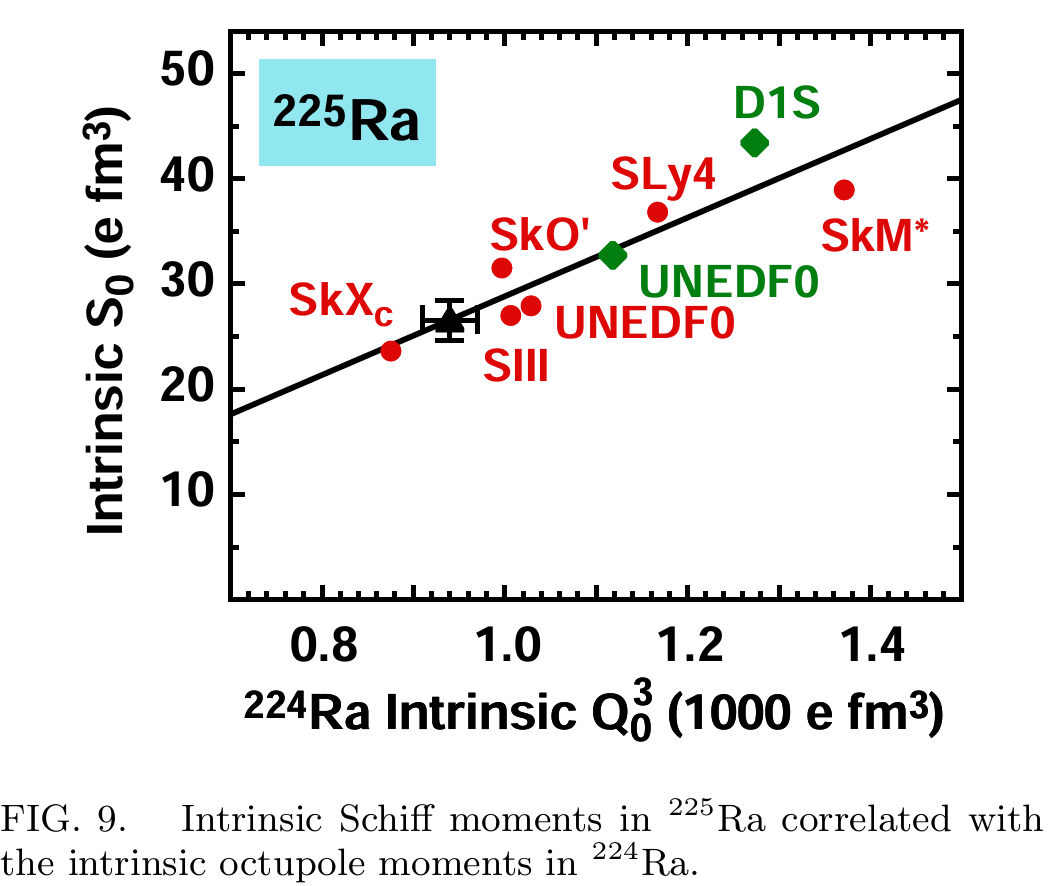 50
40
30
20
10
Intrinsic S₀ (e fm³)
²²⁵Ra
D1S
SLy4
SkM*
SkO'
UNEDF0
SkX_c
UNEDF0
SIII
0.8 1.0 1.2 1.4
²²⁴Ra Intrinsic Q₀³ (1000 e fm³)
FIG. 9. Intrinsic Schiff moments in ²²⁵Ra correlated with
the intrinsic octupole moments in ²²⁴Ra.